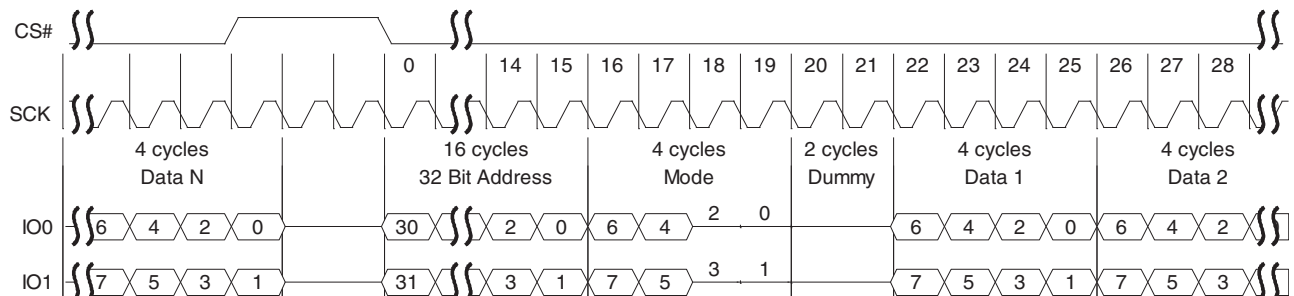 CS#
0 14 15 16 17 18 19 20 21 22 23 24 25 26 27 28
SCK
4 cycles 16 cycles 4 cycles 2 cycles 4 cycles 4 cycles
Data N 32 Bit Address Mode Dummy Data 1 Data 2
IO0 6 4 2 0 30 2 0 6 4 2 0 6 4 2 0 6 4 2
IO1 7 5 3 1 31 3 1 7 5 3 1 7 5 3 1 7 5 3